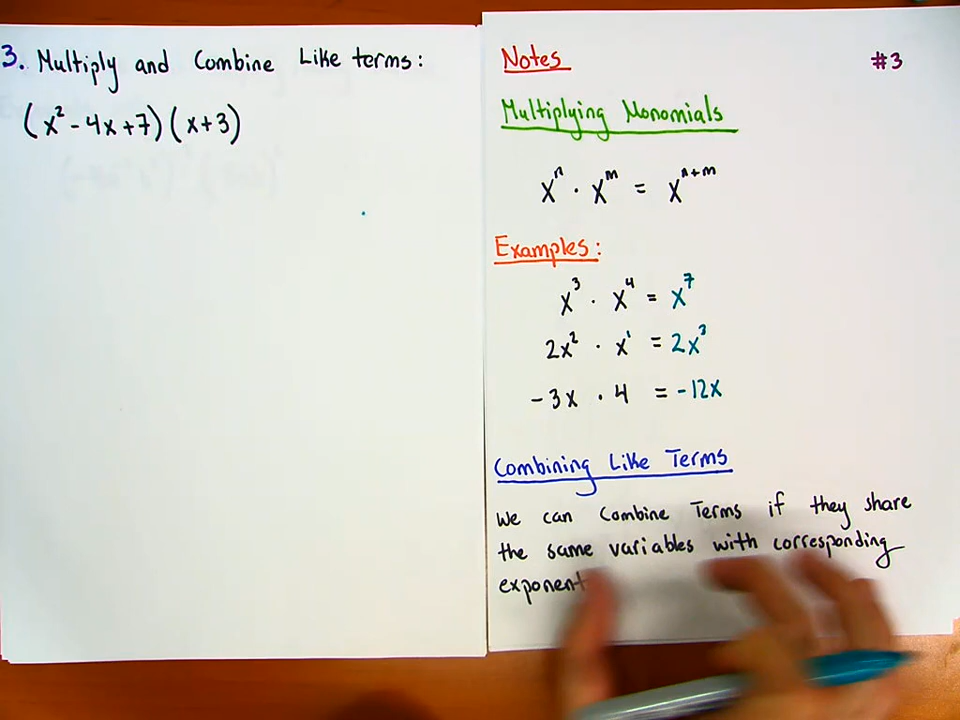 3. Multiply and Combine Like terms:
(x² - 4x + 7)(x + 3)
Notes
#3
Multiplying Monomials
xⁿ · xᵐ = xⁿ⁺ᵐ
Examples:
x³ · x⁴ = x⁷
2x² · x¹ = 2x³
-3x · 4 = -12x
Combining Like Terms
We can Combine Terms if they share
the same variables with corresponding
exponent